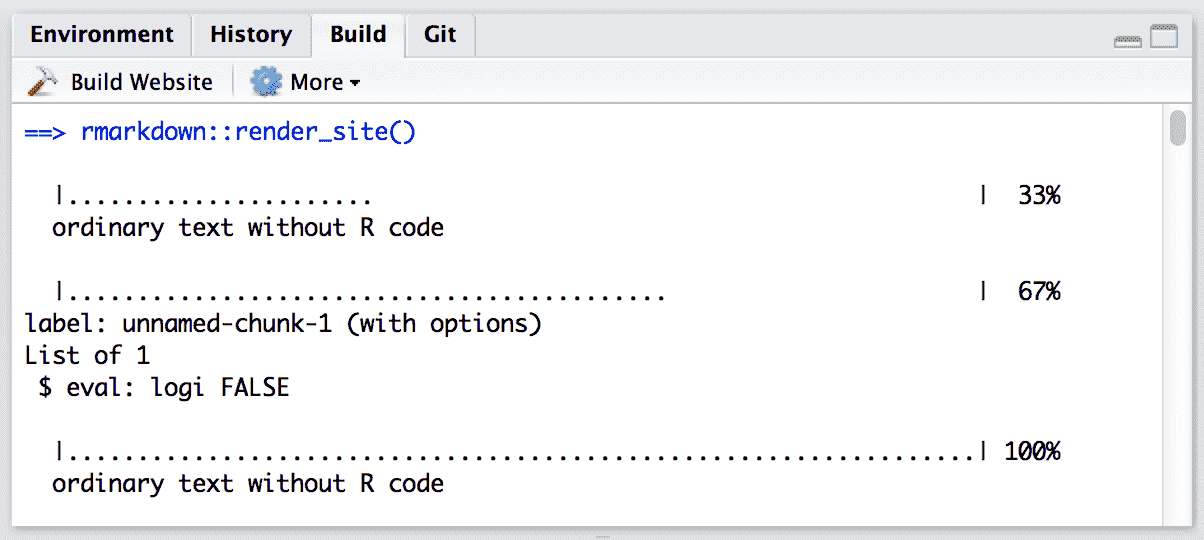 Environment History Build Git
Build Website More
==> rmarkdown::render_site()
|...................... | 33%
ordinary text without R code
|........................................... | 67%
label: unnamed-chunk-1 (with options)
List of 1
$ eval: logi FALSE
|.................................................................| 100%
ordinary text without R code